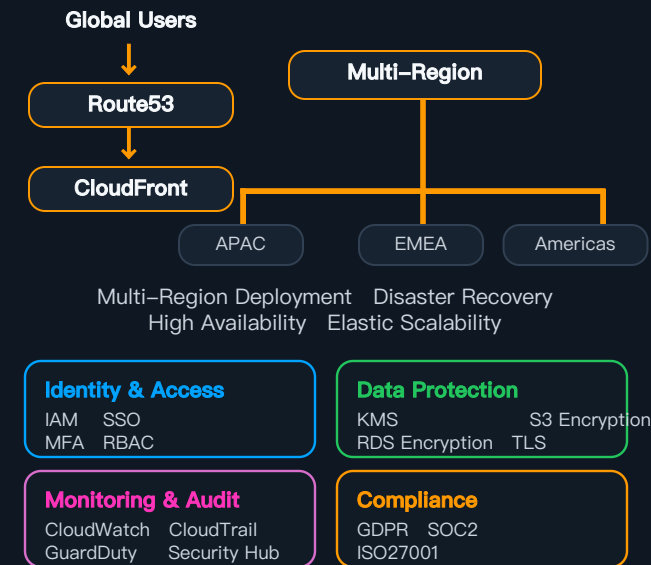 Global Users
Multi-Region
Route53
CloudFront
APAC
EMEA
Americas
Multi-Region Deployment Disaster Recovery
High Availability Elastic Scalability
Identity & Access
IAM SSO
MFA RBAC
Data Protection
KMS S3 Encryption
RDS Encryption TLS
Monitoring & Audit
CloudWatch CloudTrail
GuardDuty Security Hub
Compliance
GDPR SOC2
ISO27001